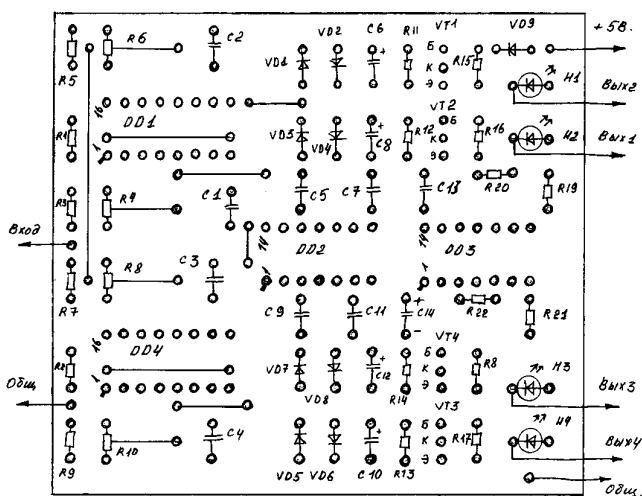 R6 C2 VD2 C6 R11 VT1 VD9
+5В.
R5 VD1 + Б К Э R15 H1
Вых2
16 DD1 VT2
R1 1 VD3 VD4 + C8 R12 Б К Э R16 H2 Вых1
C1 C5 C7 C13 R20 R19
R3 R4
Вход
14 DD2 14 DD3
R7 R8 C3 1 1
C9 C11 + C14 - R22 R21
16 DD4 VT4
R2 1 VD7 VD8 + C12 R14 Б К Э R8 H3
Общ. VT3 Вых3
R9 R10 C4 VD5 VD6 + C10 R13 Б К Э R17 H4 Вых4
Общ.